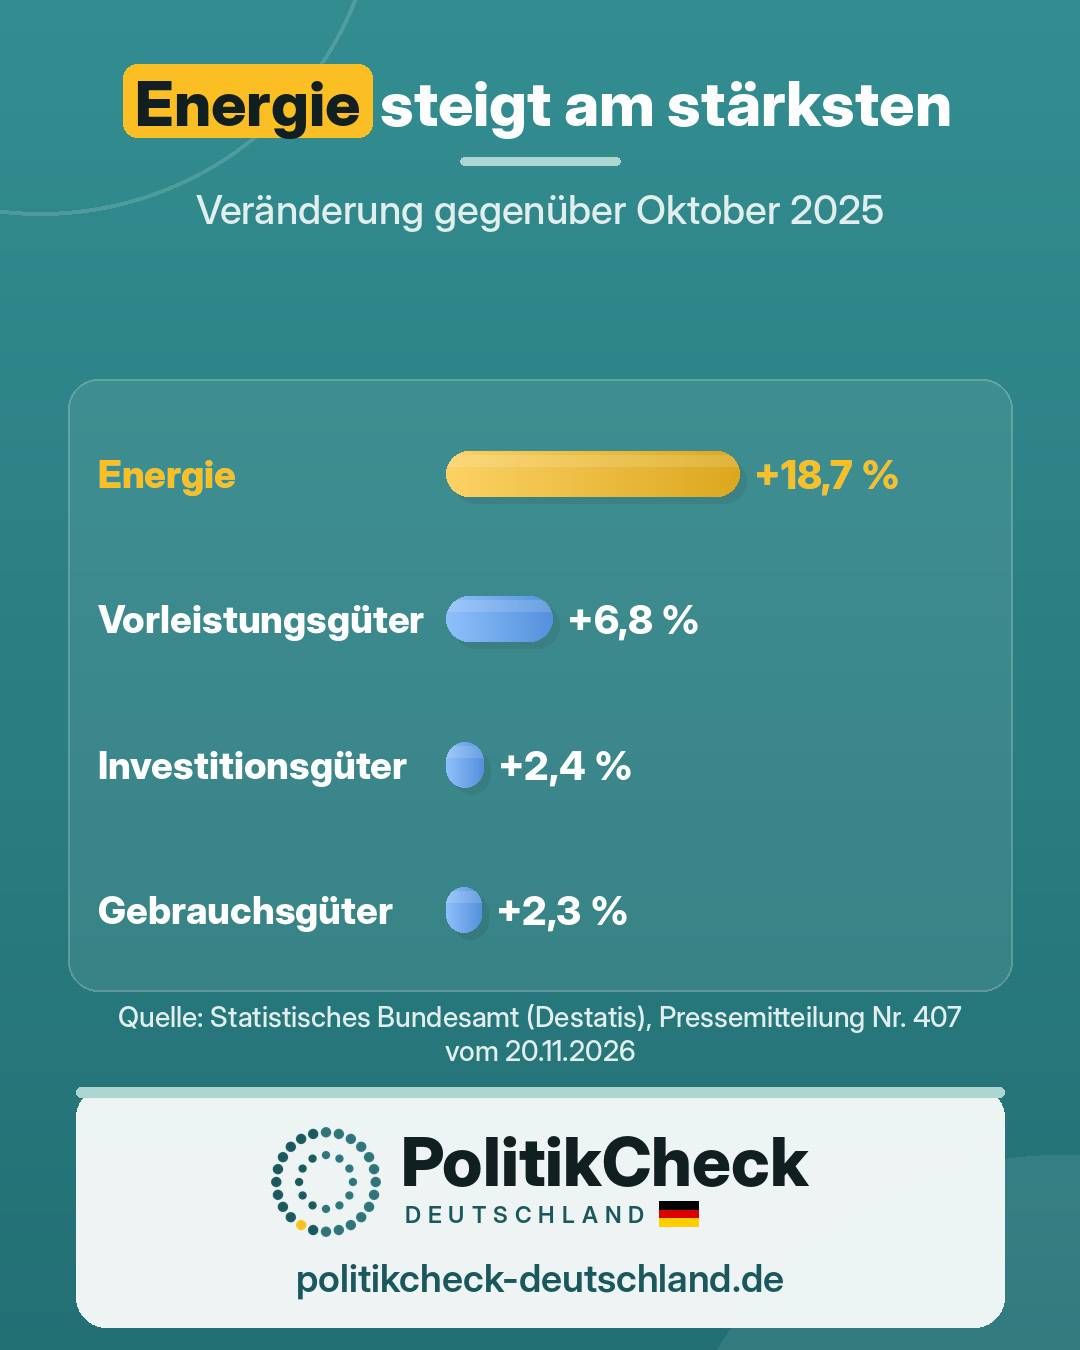 Energie steigt am stärksten
Veränderung gegenüber Oktober 2025
Energie +18,7 %
Vorleistungsgüter +6,8 %
Investitionsgüter +2,4 %
Gebrauchsgüter +2,3 %
Quelle: Statistisches Bundesamt (Destatis), Pressemitteilung Nr. 407
vom 20.11.2026
PolitikCheck
DEUTSCHLAND
politikcheck-deutschland.de